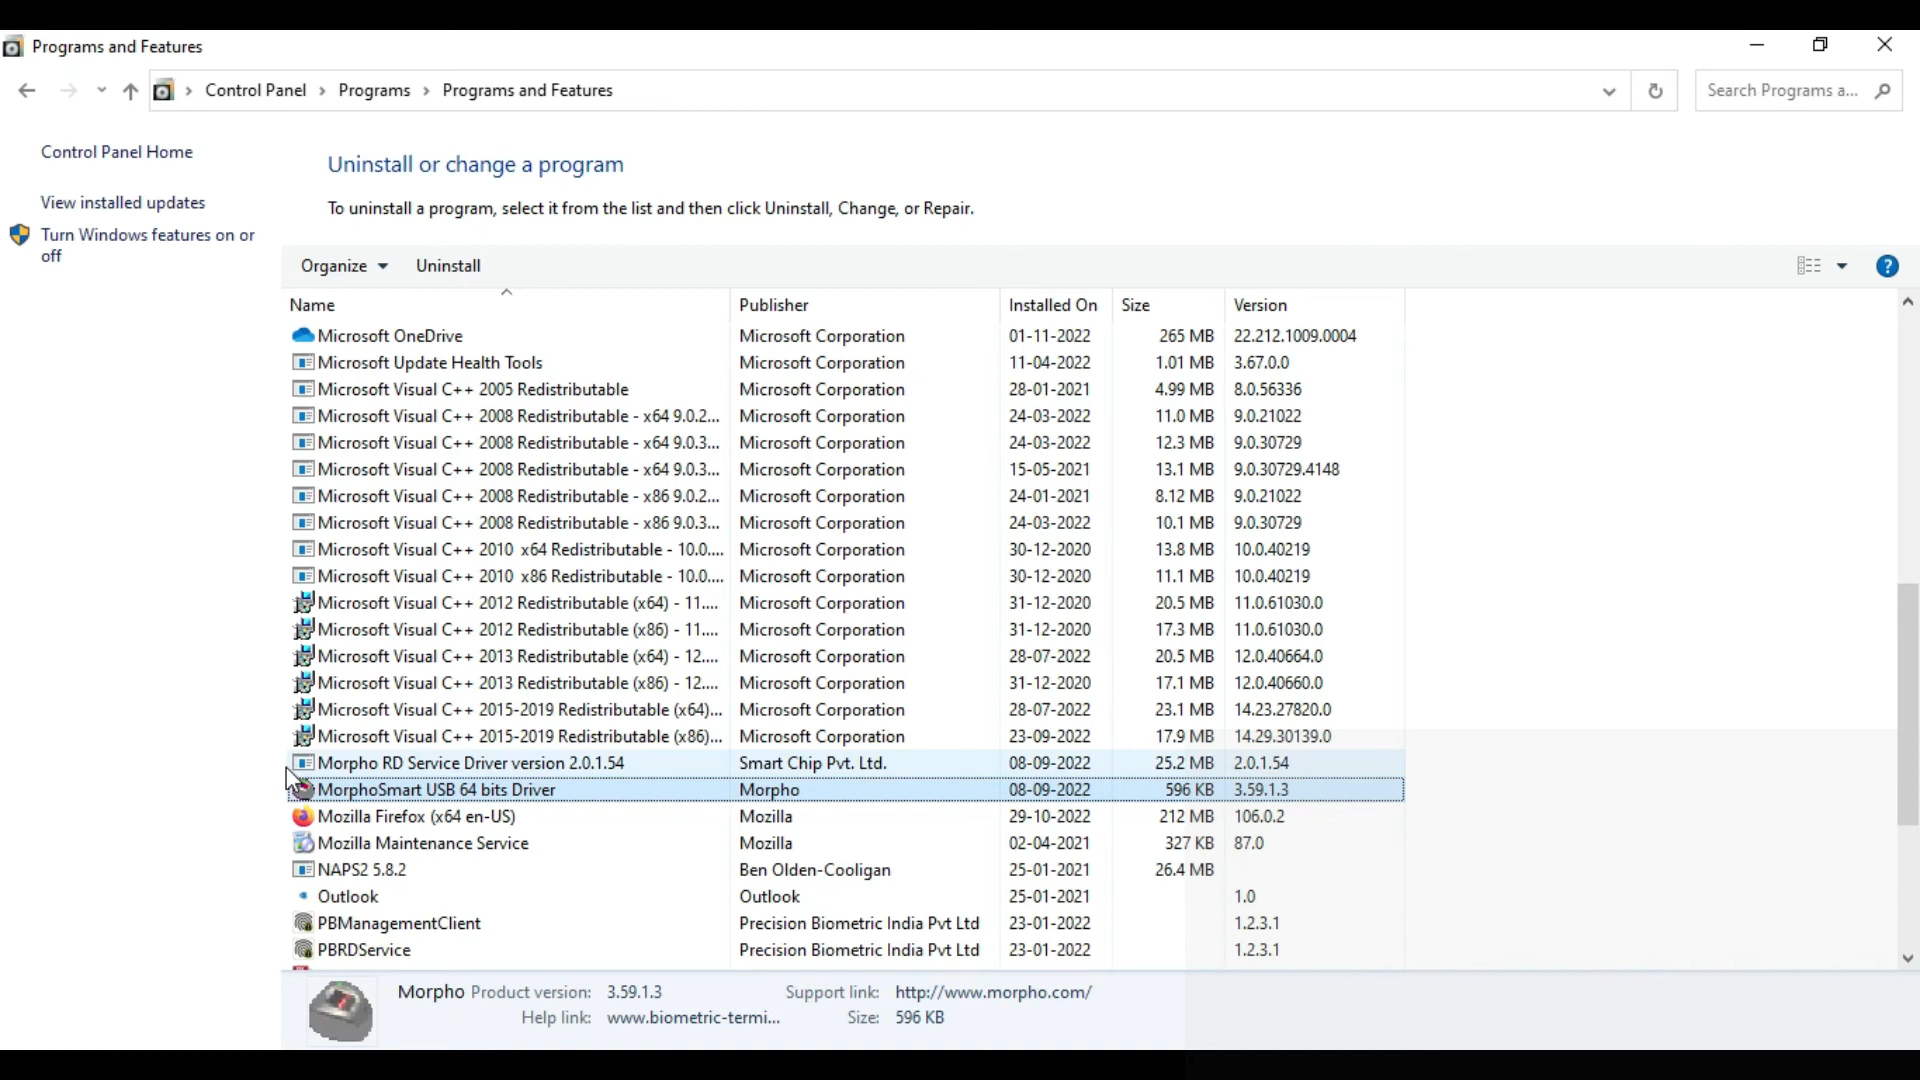 Programs and Features
Control Panel > Programs > Programs and Features
Search Programs a...
Control Panel Home
View installed updates
Turn Windows features on or
off
Uninstall or change a program
To uninstall a program, select it from the list and then click Uninstall, Change, or Repair.
Organize Uninstall
Name Publisher Installed On Size Version
Microsoft OneDrive Microsoft Corporation 01-11-2022 265 MB 22.212.1009.0004
Microsoft Update Health Tools Microsoft Corporation 11-04-2022 1.01 MB 3.67.0.0
Microsoft Visual C++ 2005 Redistributable Microsoft Corporation 28-01-2021 4.99 MB 8.0.56336
Microsoft Visual C++ 2008 Redistributable - x64 9.0.2... Microsoft Corporation 24-03-2022 11.0 MB 9.0.21022
Microsoft Visual C++ 2008 Redistributable - x64 9.0.3... Microsoft Corporation 24-03-2022 12.3 MB 9.0.30729
Microsoft Visual C++ 2008 Redistributable - x64 9.0.3... Microsoft Corporation 15-05-2021 13.1 MB 9.0.30729.4148
Microsoft Visual C++ 2008 Redistributable - x86 9.0.2... Microsoft Corporation 24-01-2021 8.12 MB 9.0.21022
Microsoft Visual C++ 2008 Redistributable - x86 9.0.3... Microsoft Corporation 24-03-2022 10.1 MB 9.0.30729
Microsoft Visual C++ 2010 x64 Redistributable - 10.0.... Microsoft Corporation 30-12-2020 13.8 MB 10.0.40219
Microsoft Visual C++ 2010 x86 Redistributable - 10.0.... Microsoft Corporation 30-12-2020 11.1 MB 10.0.40219
Microsoft Visual C++ 2012 Redistributable (x64) - 11.... Microsoft Corporation 31-12-2020 20.5 MB 11.0.61030.0
Microsoft Visual C++ 2012 Redistributable (x86) - 11.... Microsoft Corporation 31-12-2020 17.3 MB 11.0.61030.0
Microsoft Visual C++ 2013 Redistributable (x64) - 12.... Microsoft Corporation 28-07-2022 20.5 MB 12.0.40664.0
Microsoft Visual C++ 2013 Redistributable (x86) - 12.... Microsoft Corporation 31-12-2020 17.1 MB 12.0.40660.0
Microsoft Visual C++ 2015-2019 Redistributable (x64)... Microsoft Corporation 28-07-2022 23.1 MB 14.23.27820.0
Microsoft Visual C++ 2015-2019 Redistributable (x86)... Microsoft Corporation 23-09-2022 17.9 MB 14.29.30139.0
Morpho RD Service Driver version 2.0.1.54 Smart Chip Pvt. Ltd. 08-09-2022 25.2 MB 2.0.1.54
MorphoSmart USB 64 bits Driver Morpho 08-09-2022 596 KB 3.59.1.3
Mozilla Firefox (x64 en-US) Mozilla 29-10-2022 212 MB 106.0.2
Mozilla Maintenance Service Mozilla 02-04-2021 327 KB 87.0
NAPS2 5.8.2 Ben Olden-Cooligan 25-01-2021 26.4 MB
Outlook Outlook 25-01-2021 1.0
PBManagementClient Precision Biometric India Pvt Ltd 23-01-2022 1.2.3.1
PBRDService Precision Biometric India Pvt Ltd 23-01-2022 1.2.3.1
Morpho Product version: 3.59.1.3 Support link: http://www.morpho.com/
Help link: www.biometric-termi... Size: 596 KB